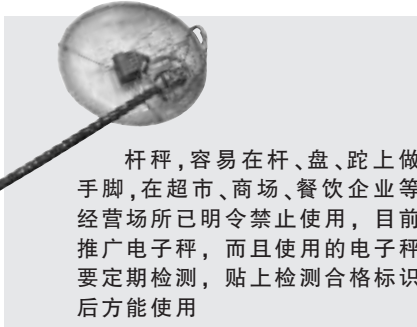 杆秤,容易在杆、盘、跎上做
手脚,在超市、商场、餐饮企业等
经营场所已明令禁止使用，目前
推广电子秤，而且使用的电子秤
要定期检测，贴上检测合格标识
后方能使用